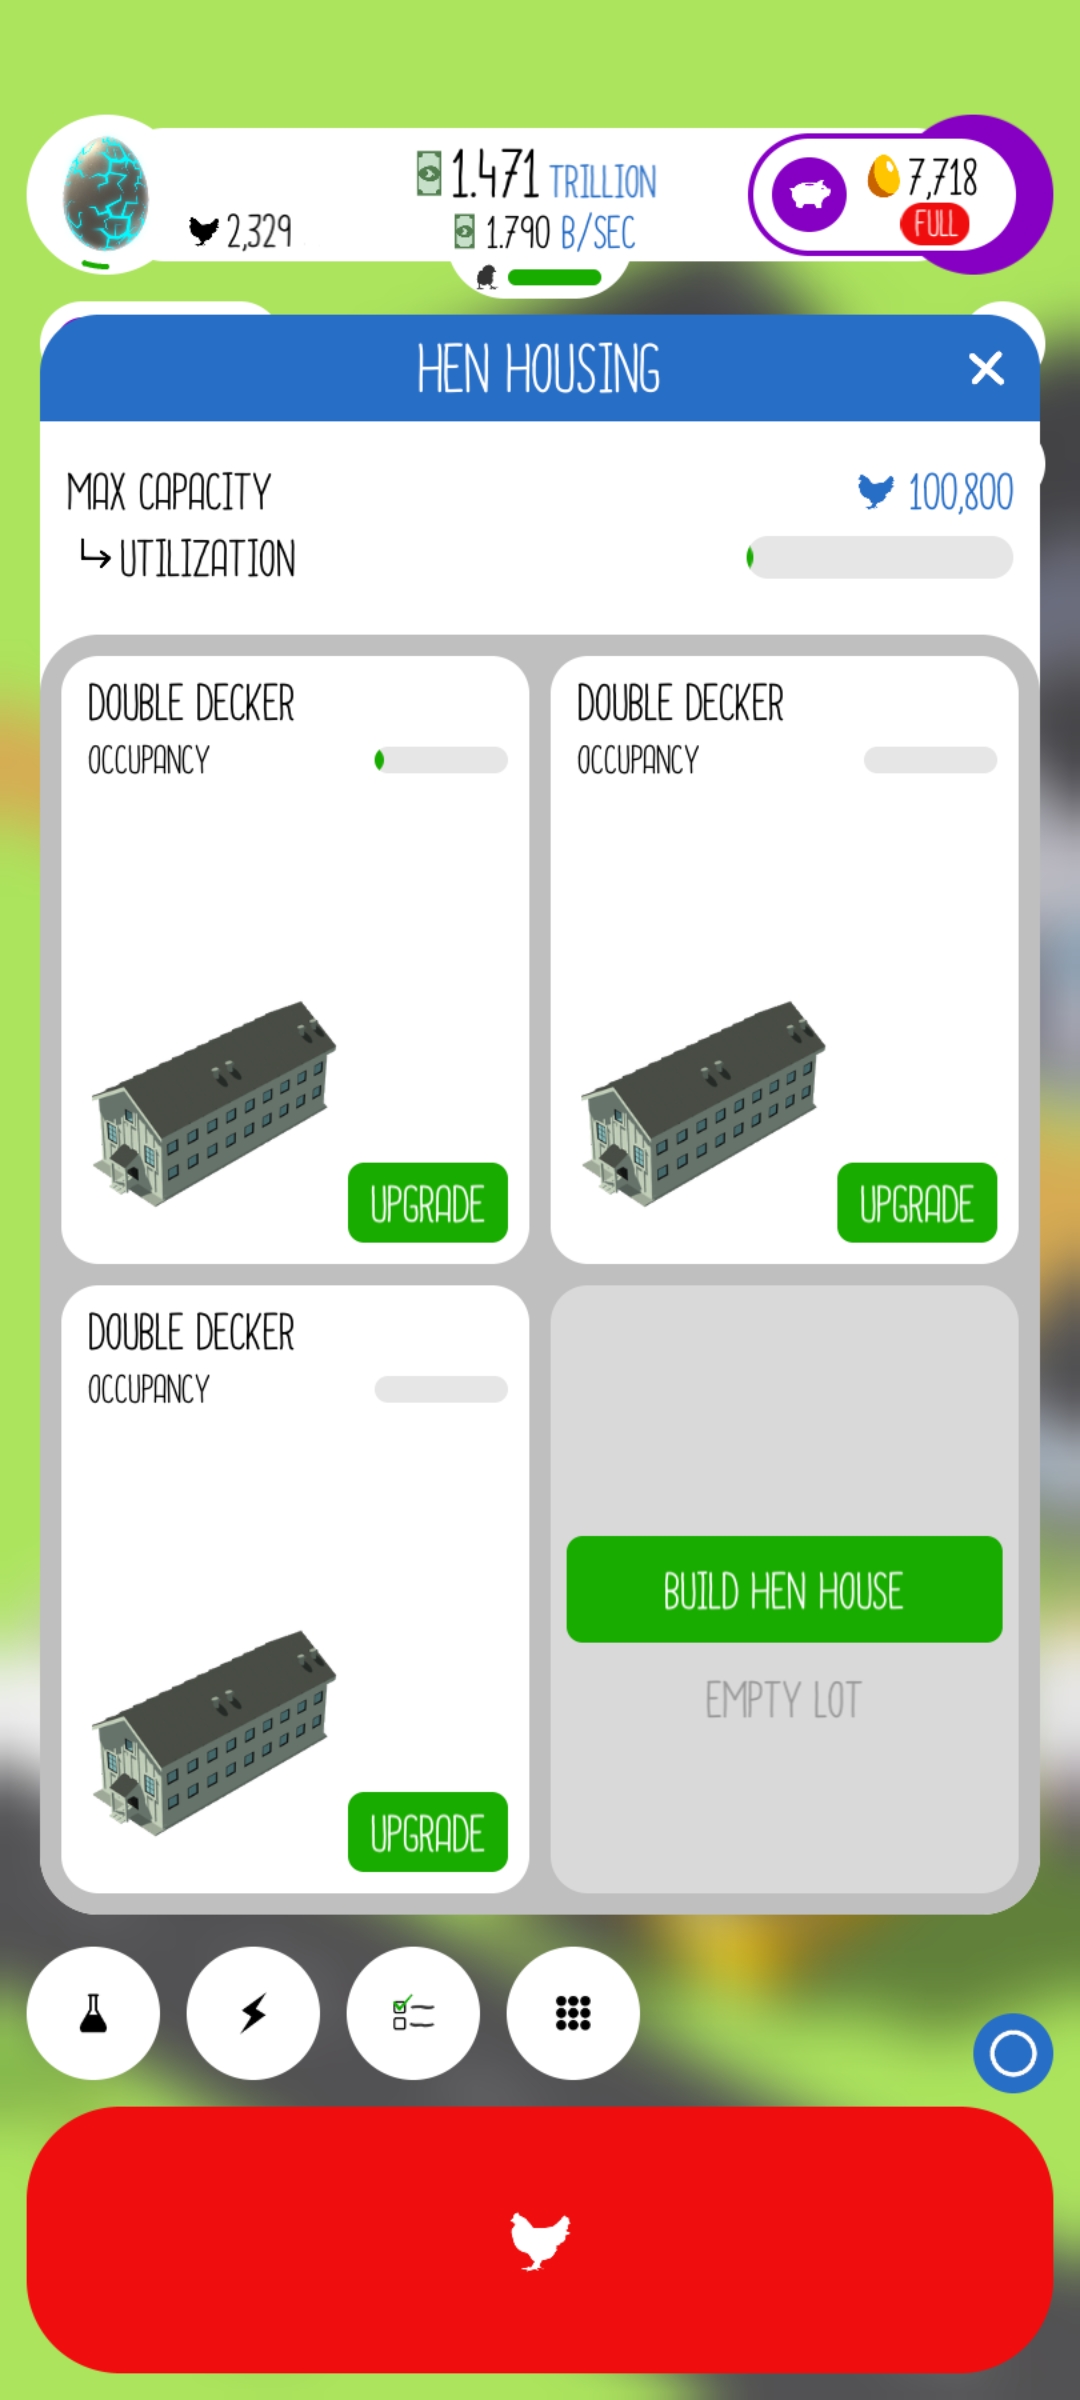 1.471 TRILLION
7,718
2,329
1.790 B/SEC
FULL
HEN HOUSING
MAX CAPACITY
100,800
UTILIZATION
DOUBLE DECKER
OCCUPANCY
UPGRADE
DOUBLE DECKER
OCCUPANCY
UPGRADE
DOUBLE DECKER
OCCUPANCY
UPGRADE
BUILD HEN HOUSE
EMPTY LOT